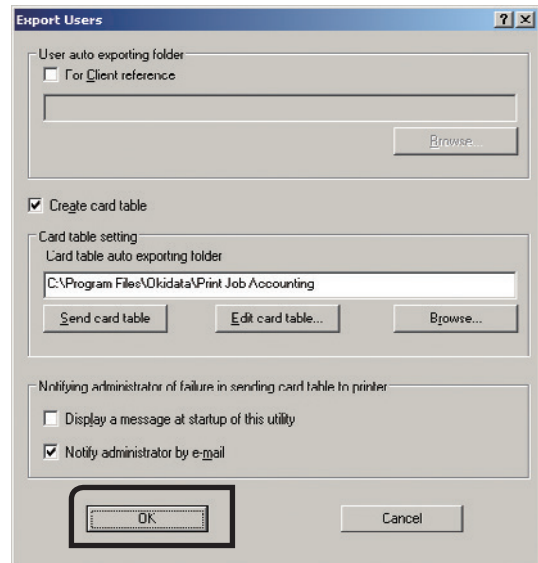 Export Users
User auto exporting folder
For Client reference
Browse...
Create card table
Card table setting
Card table auto exporting folder
C:\Program Files\Okidata\Print Job Accounting
Send card table Edit card table... Browse...
Notifying administrator of failure in sending card table to printer
Display a message at startup of this utility
Notify administrator by e-mail
OK Cancel